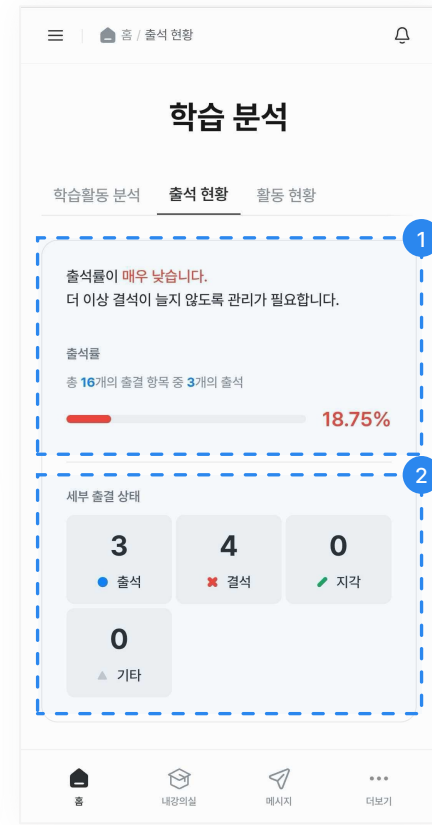 홈 / 출석 현황
학습 분석
학습활동 분석 출석 현황 활동 현황
1
출석률이 매우 낮습니다.
더 이상 결석이 늘지 않도록 관리가 필요합니다.
출석률
총 16개의 출결 항목 중 3개의 출석
18.75%
2
세부 출결 상태
3 4 0
출석 결석 지각
0
기타
홈 내강의실 메시지 더보기